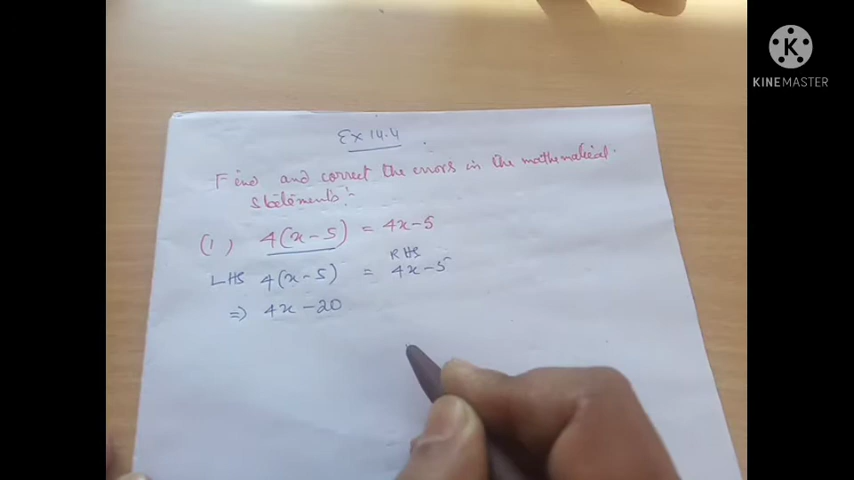 Ex 14.4
Find and correct the errors in the mathematical
statements:-
(1) 4(x-5) = 4x-5
RHS
LHS 4(x-5) = 4x-5
⇒ 4x-20
K
KINEMASTER